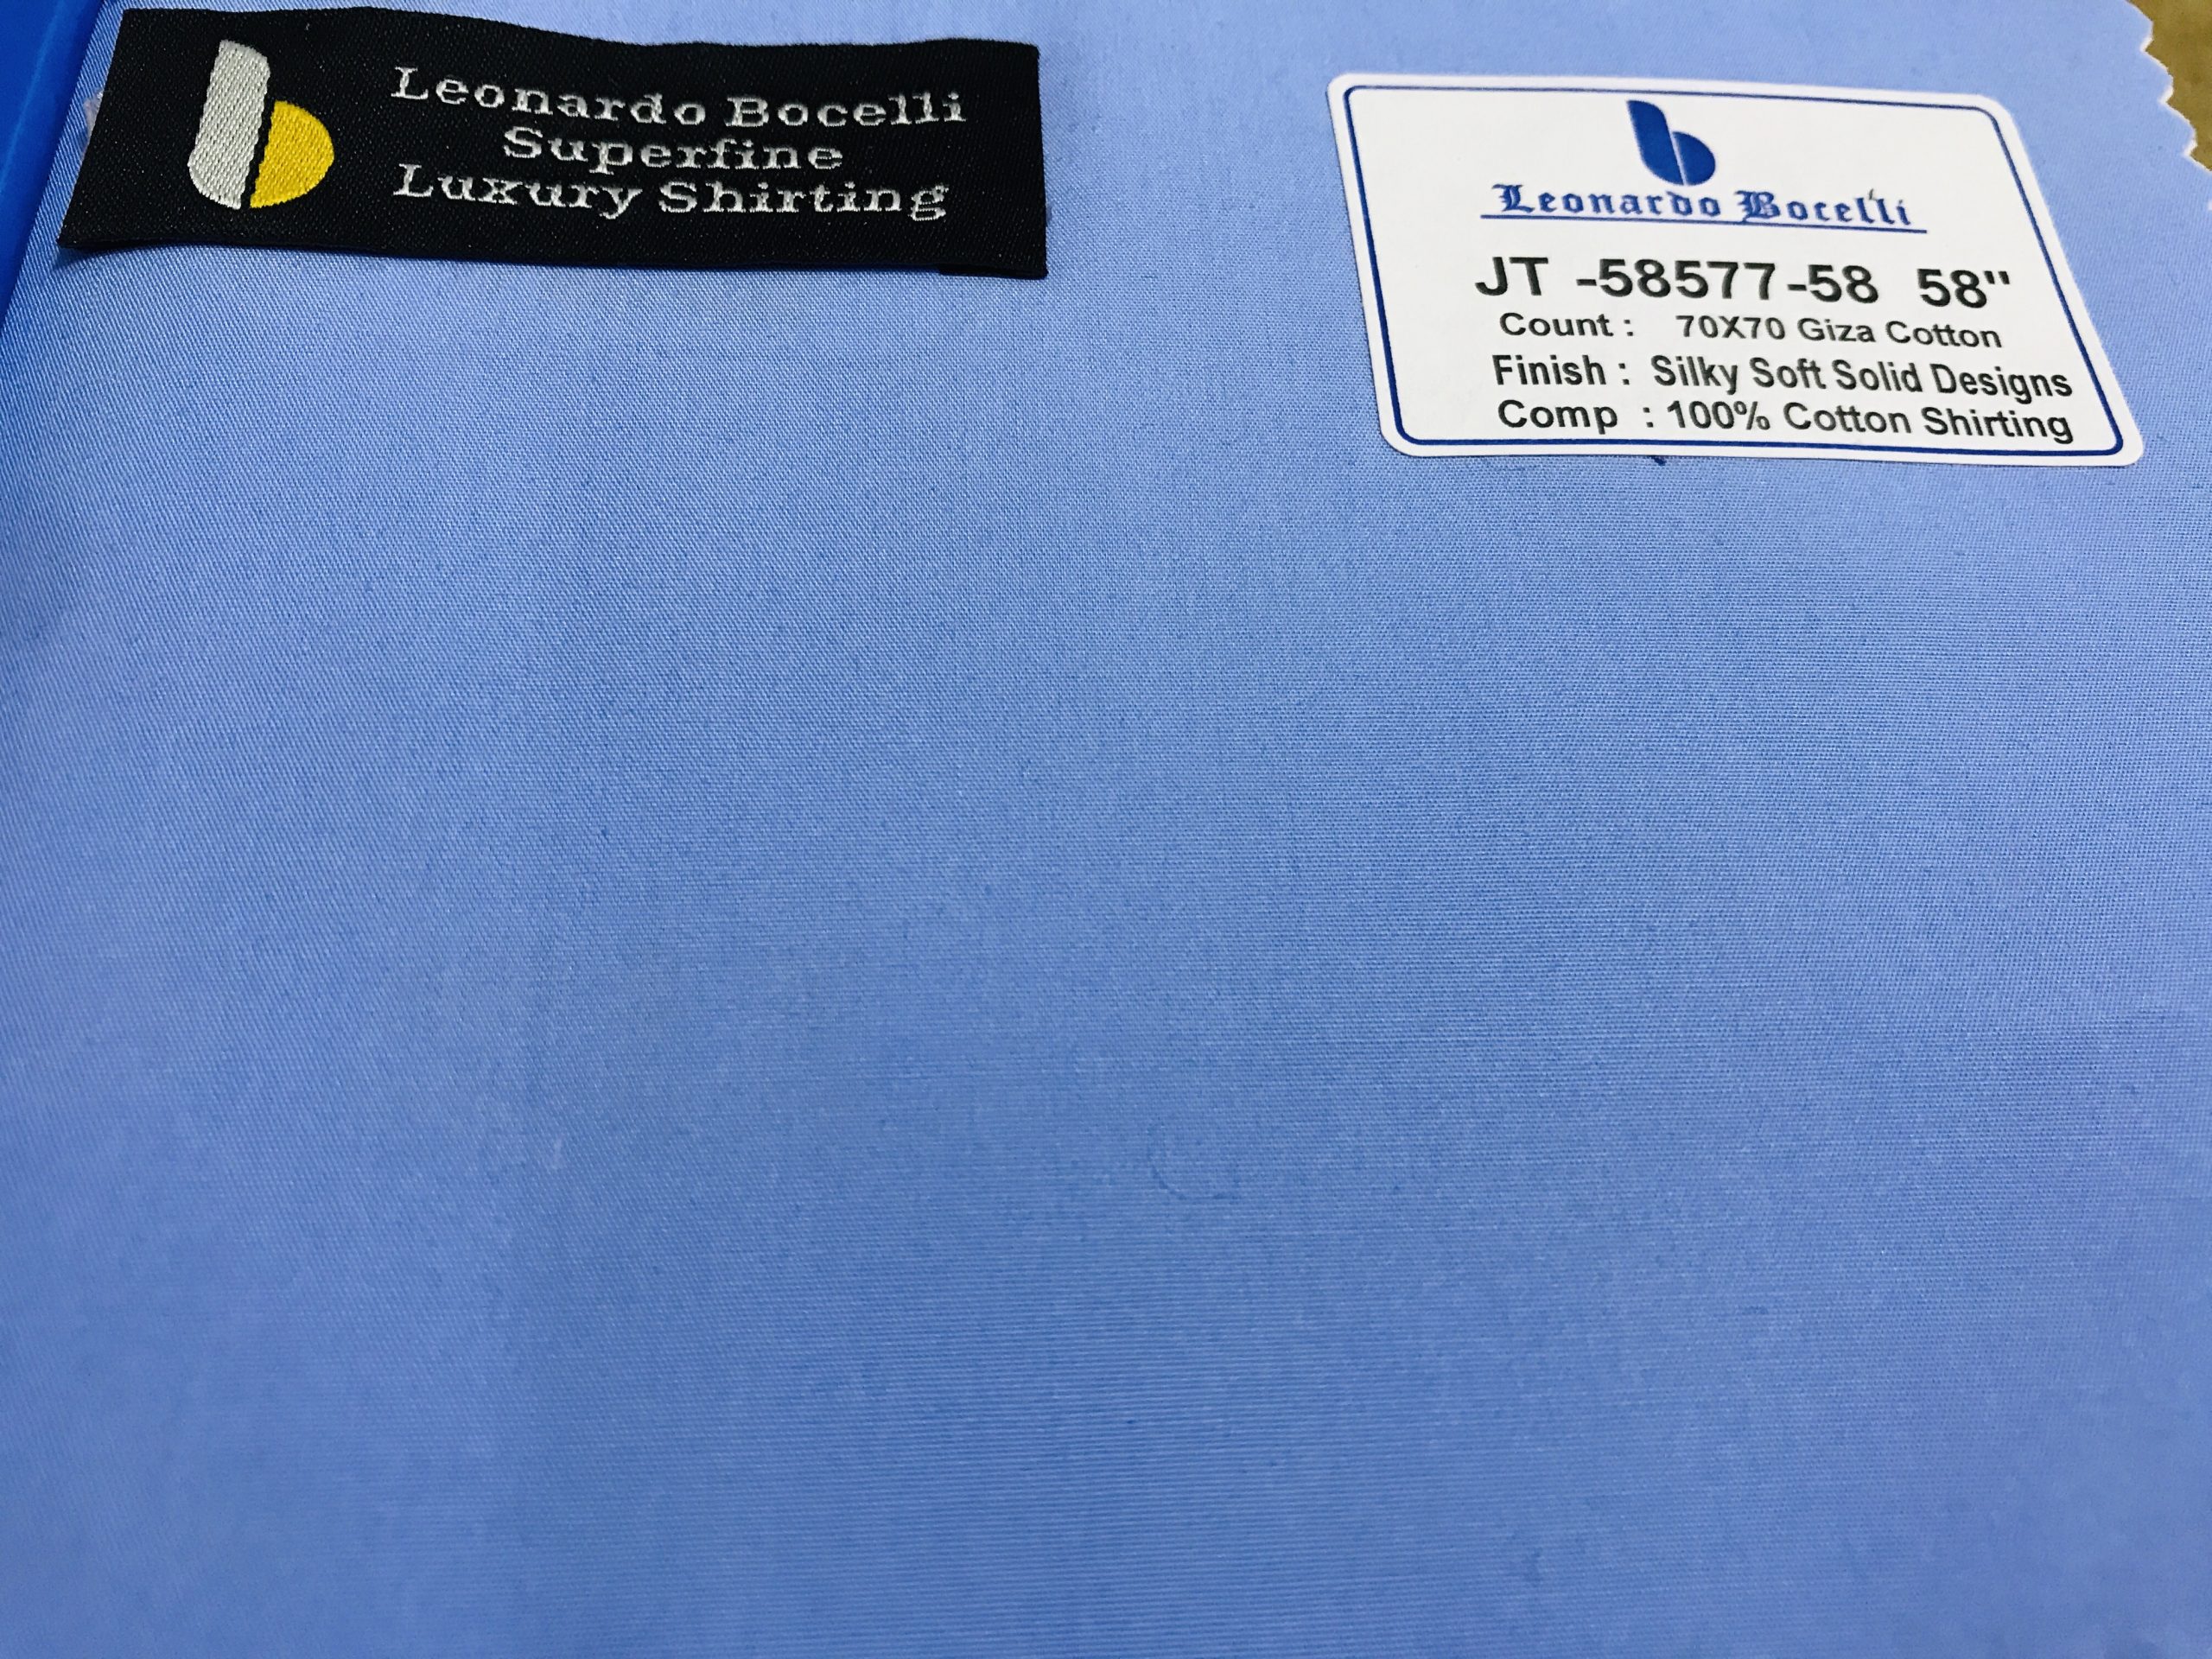 Leonardo Bocelli
Superfine
Luxury Shirting
Leonardo Bocelli
JT -58577-58 58"
Count : 70X70 Giza Cotton
Finish : Silky Soft Solid Designs
Comp : 100% Cotton Shirting